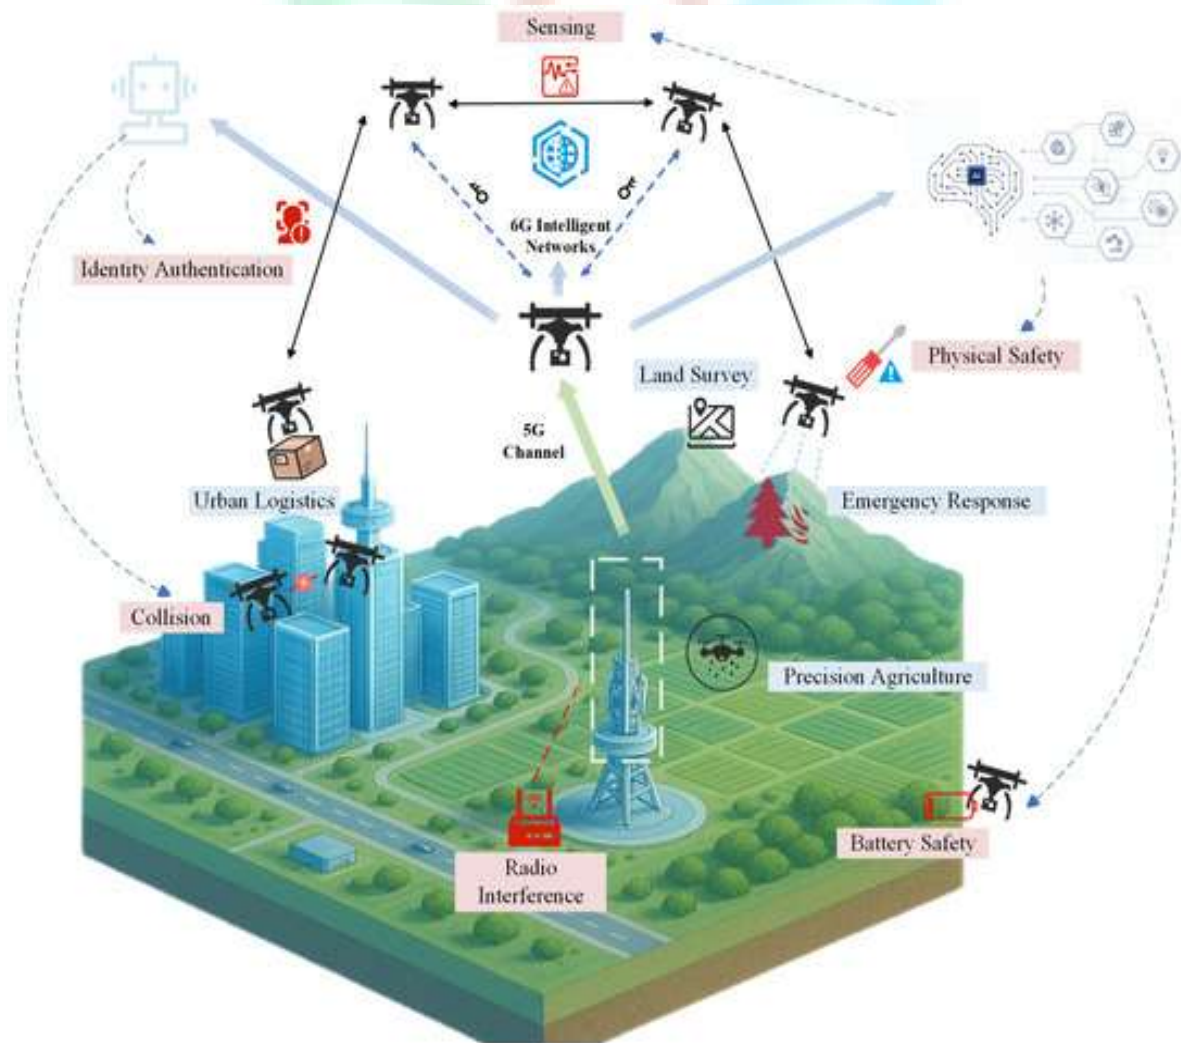 Sensing
6G Intelligent
Networks
Identity Authentication
Physical Safety
Land Survey
5G
Channel
Urban Logistics
Emergency Response
Collision
Precision Agriculture
Battery Safety
Radio
Interference